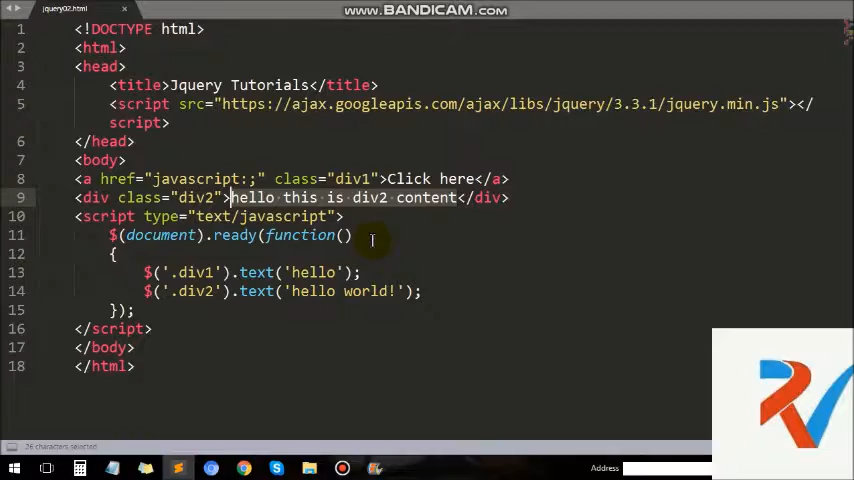 www.BANDICAM.com
jquery02.html ×
1 <!DOCTYPE html>
2 <html>
3 <head>
4 <title>Jquery Tutorials</title>
5 <script src="https://ajax.googleapis.com/ajax/libs/jquery/3.3.1/jquery.min.js"></
script>
6 </head>
7 <body>
8 <a href="javascript:;" class="div1">Click here</a>
9 <div class="div2">hello·this·is·div2·content</div>
10 <script type="text/javascript">
11 $(document).ready(function()
12 {
13 $('.div1').text('hello');
14 $('.div2').text('hello world!');
15 });
16 </script>
17 </body>
18 </html>
26 characters selected
Address